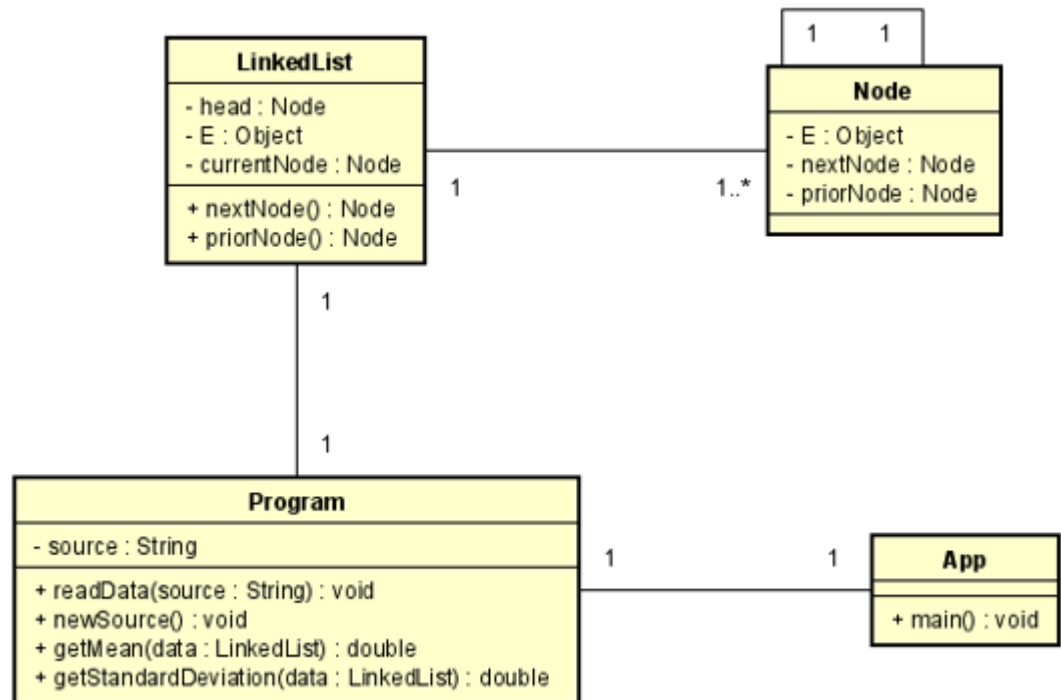 LinkedList
- head : Node
- E : Object
- currentNode : Node
+ nextNode() : Node
+ priorNode() : Node
1
1..*
1 1
Node
- E : Object
- nextNode : Node
- priorNode : Node
1
1
Program
- source : String
+ readData(source : String) : void
+ newSource() : void
+ getMean(data : LinkedList) : double
+ getStandardDeviation(data : LinkedList) : double
1
1
App
+ main() : void